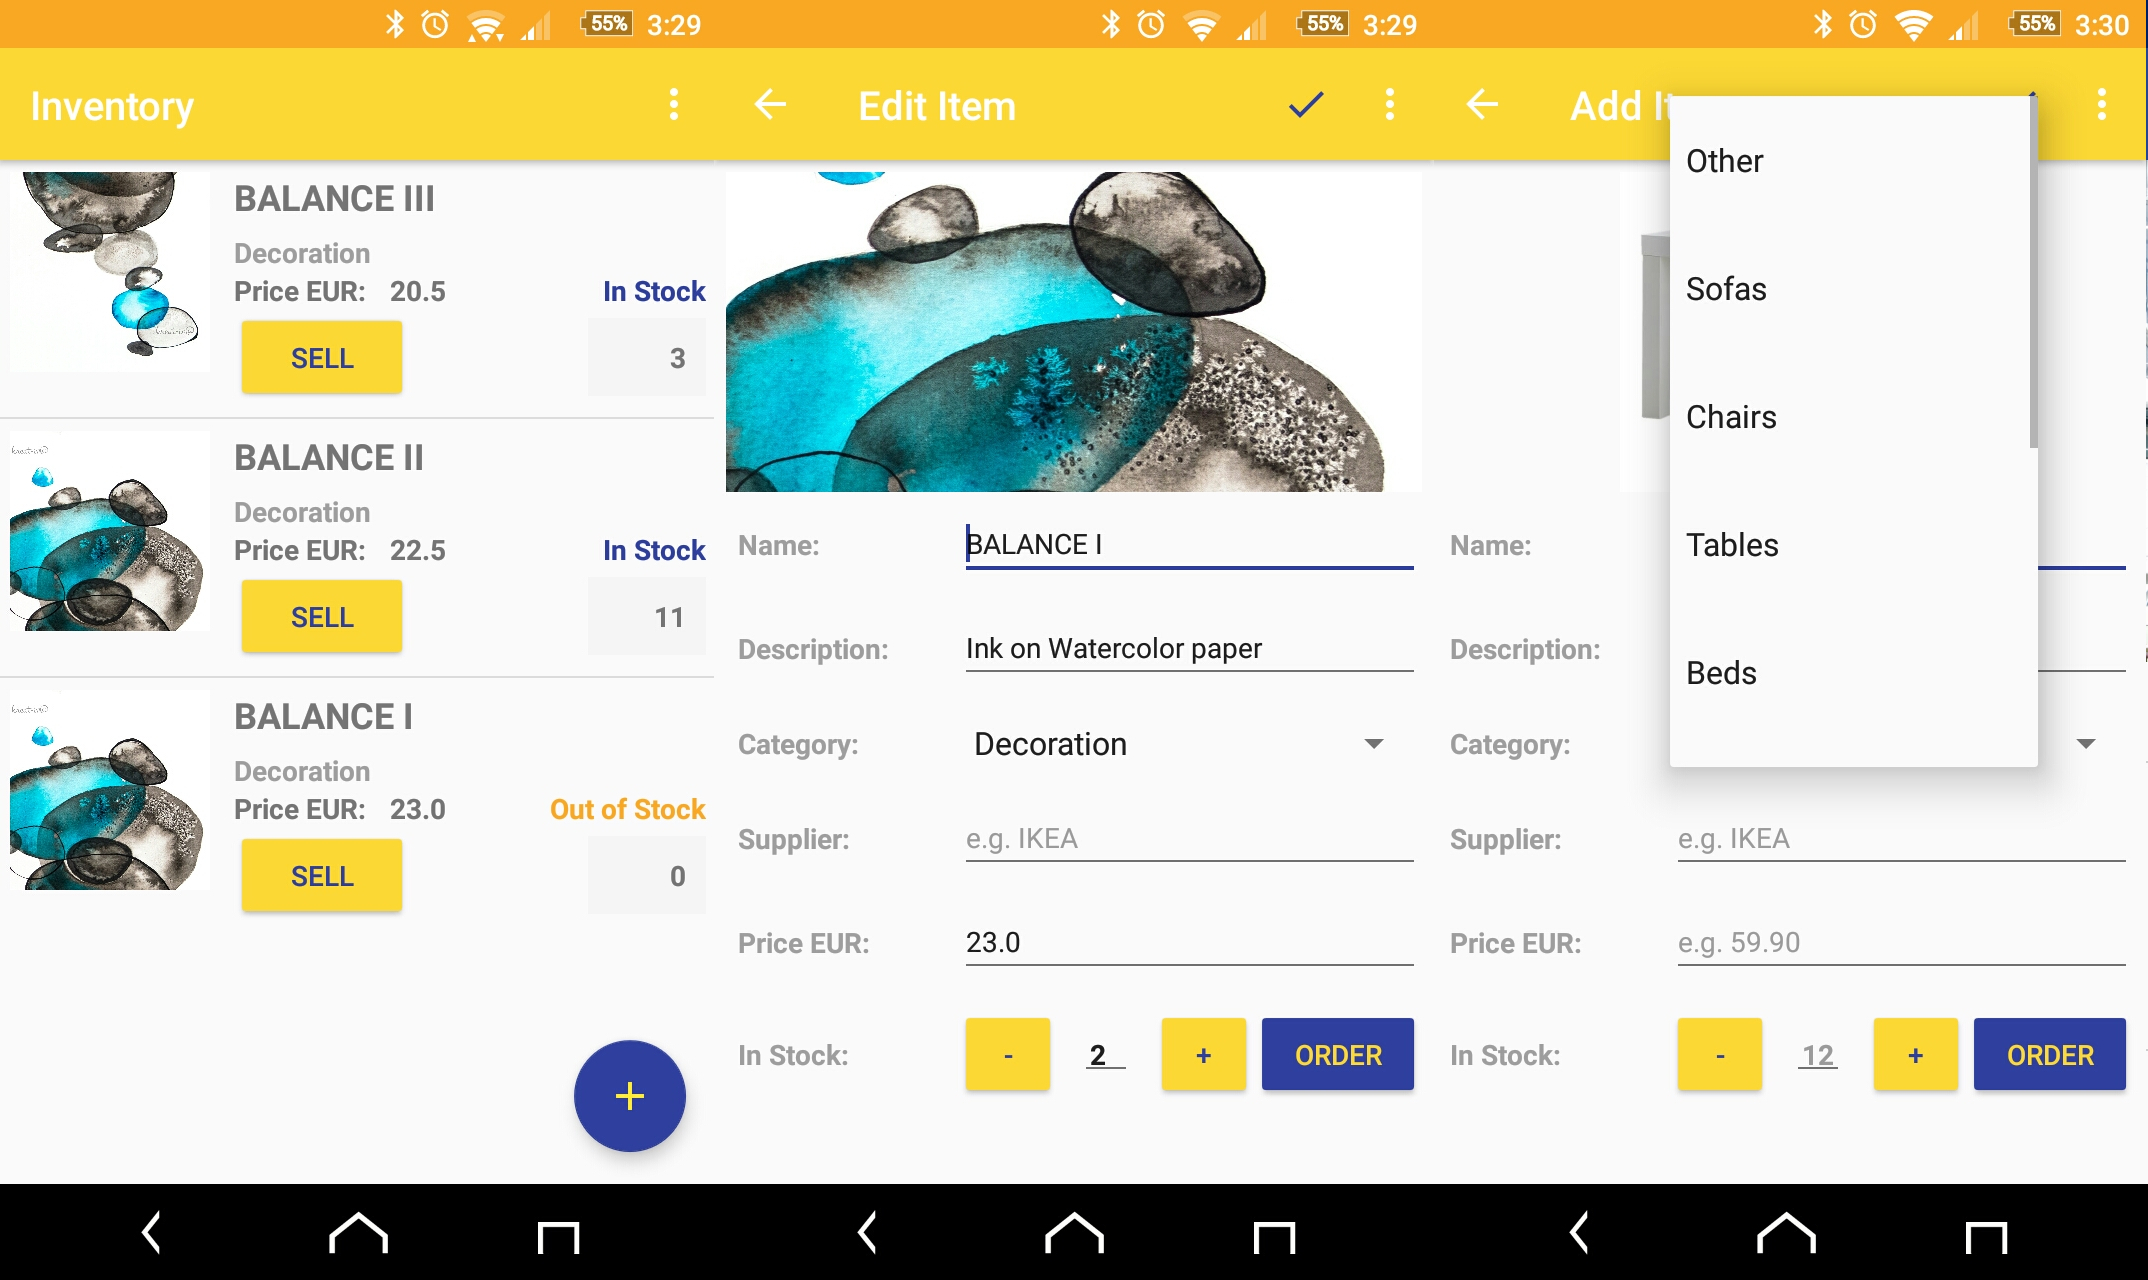 55% 3:29
Inventory
BALANCE III
Decoration
Price EUR: 20.5
In Stock
SELL
3
BALANCE II
Decoration
Price EUR: 22.5
In Stock
SELL
11
BALANCE I
Decoration
Price EUR: 23.0
Out of Stock
SELL
0
+
55% 3:29
Edit Item
Name: BALANCE I
Description: Ink on Watercolor paper
Category: Decoration
Supplier: e.g. IKEA
Price EUR: 23.0
In Stock: - 2 + ORDER
55% 3:30
Add
Other
Sofas
Chairs
Tables
Beds
Name:
Description:
Category:
Supplier: e.g. IKEA
Price EUR: e.g. 59.90
In Stock: - 12 + ORDER